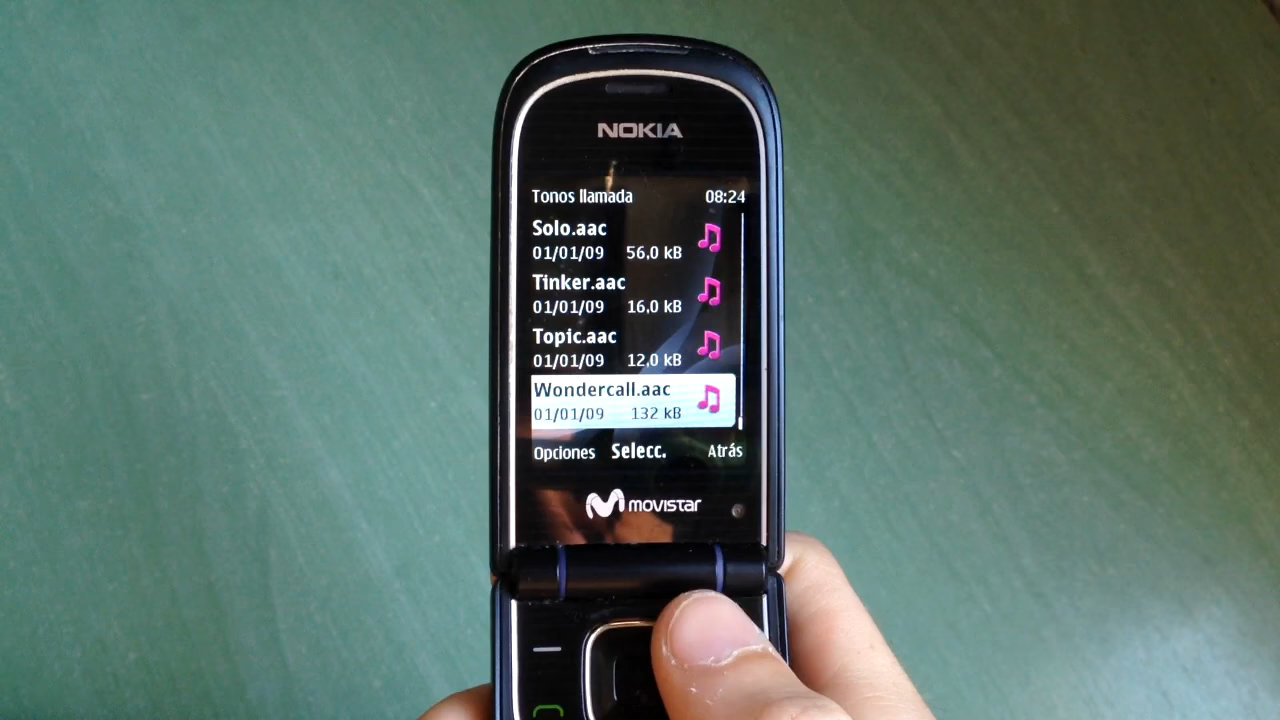 NOKIA
Tonos llamada 08:24
Solo.aac
01/01/09 56,0 kB
Tinker.aac
01/01/09 16,0 kB
Topic.aac
01/01/09 12,0 kB
Wondercall.aac
01/01/09 132 kB
Opciones Selecc. Atrás
movistar